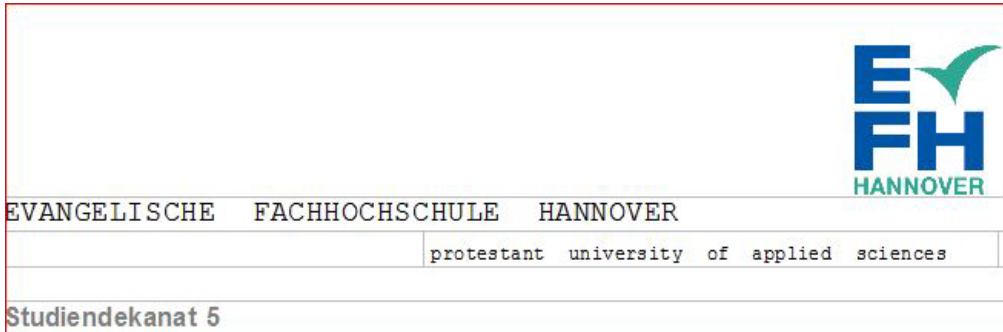 E
FH
HANNOVER
EVANGELISCHE FACHHOCHSCHULE HANNOVER
protestant university of applied sciences
Studiendekanat 5